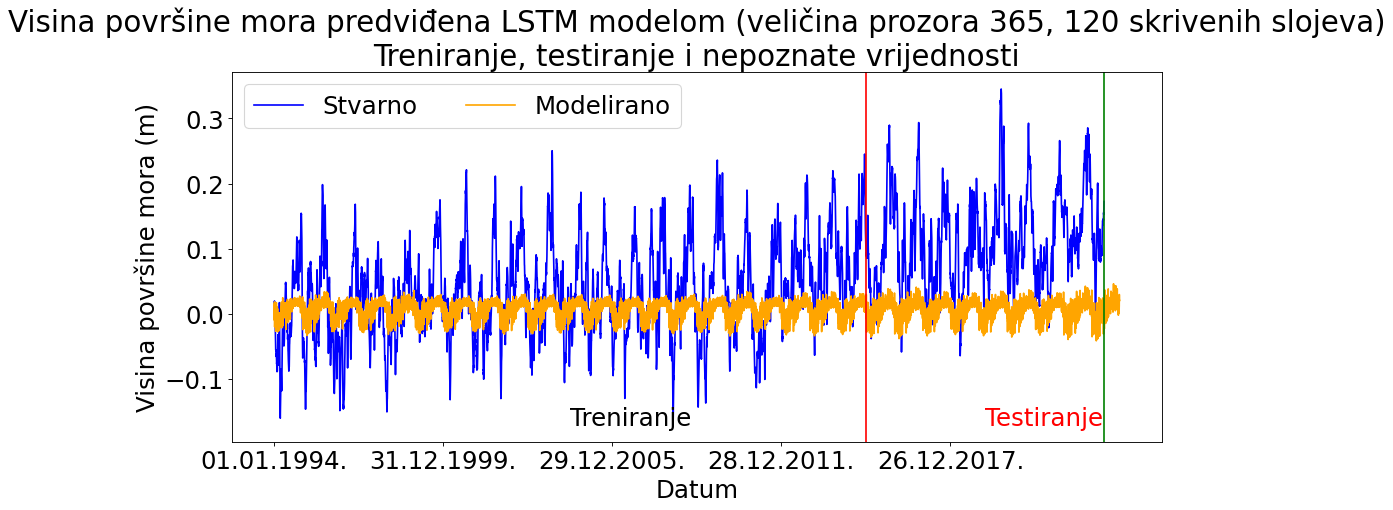 Visina površine mora predviđena LSTM modelom (veličina prozora 365, 120 skrivenih slojeva)
Treniranje, testiranje i nepoznate vrijednosti
Stvarno Modelirano
Visina površine mora (m)
0.3
0.2
0.1
0.0
−0.1
Treniranje Testiranje
01.01.1994. 31.12.1999. 29.12.2005. 28.12.2011. 26.12.2017.
Datum